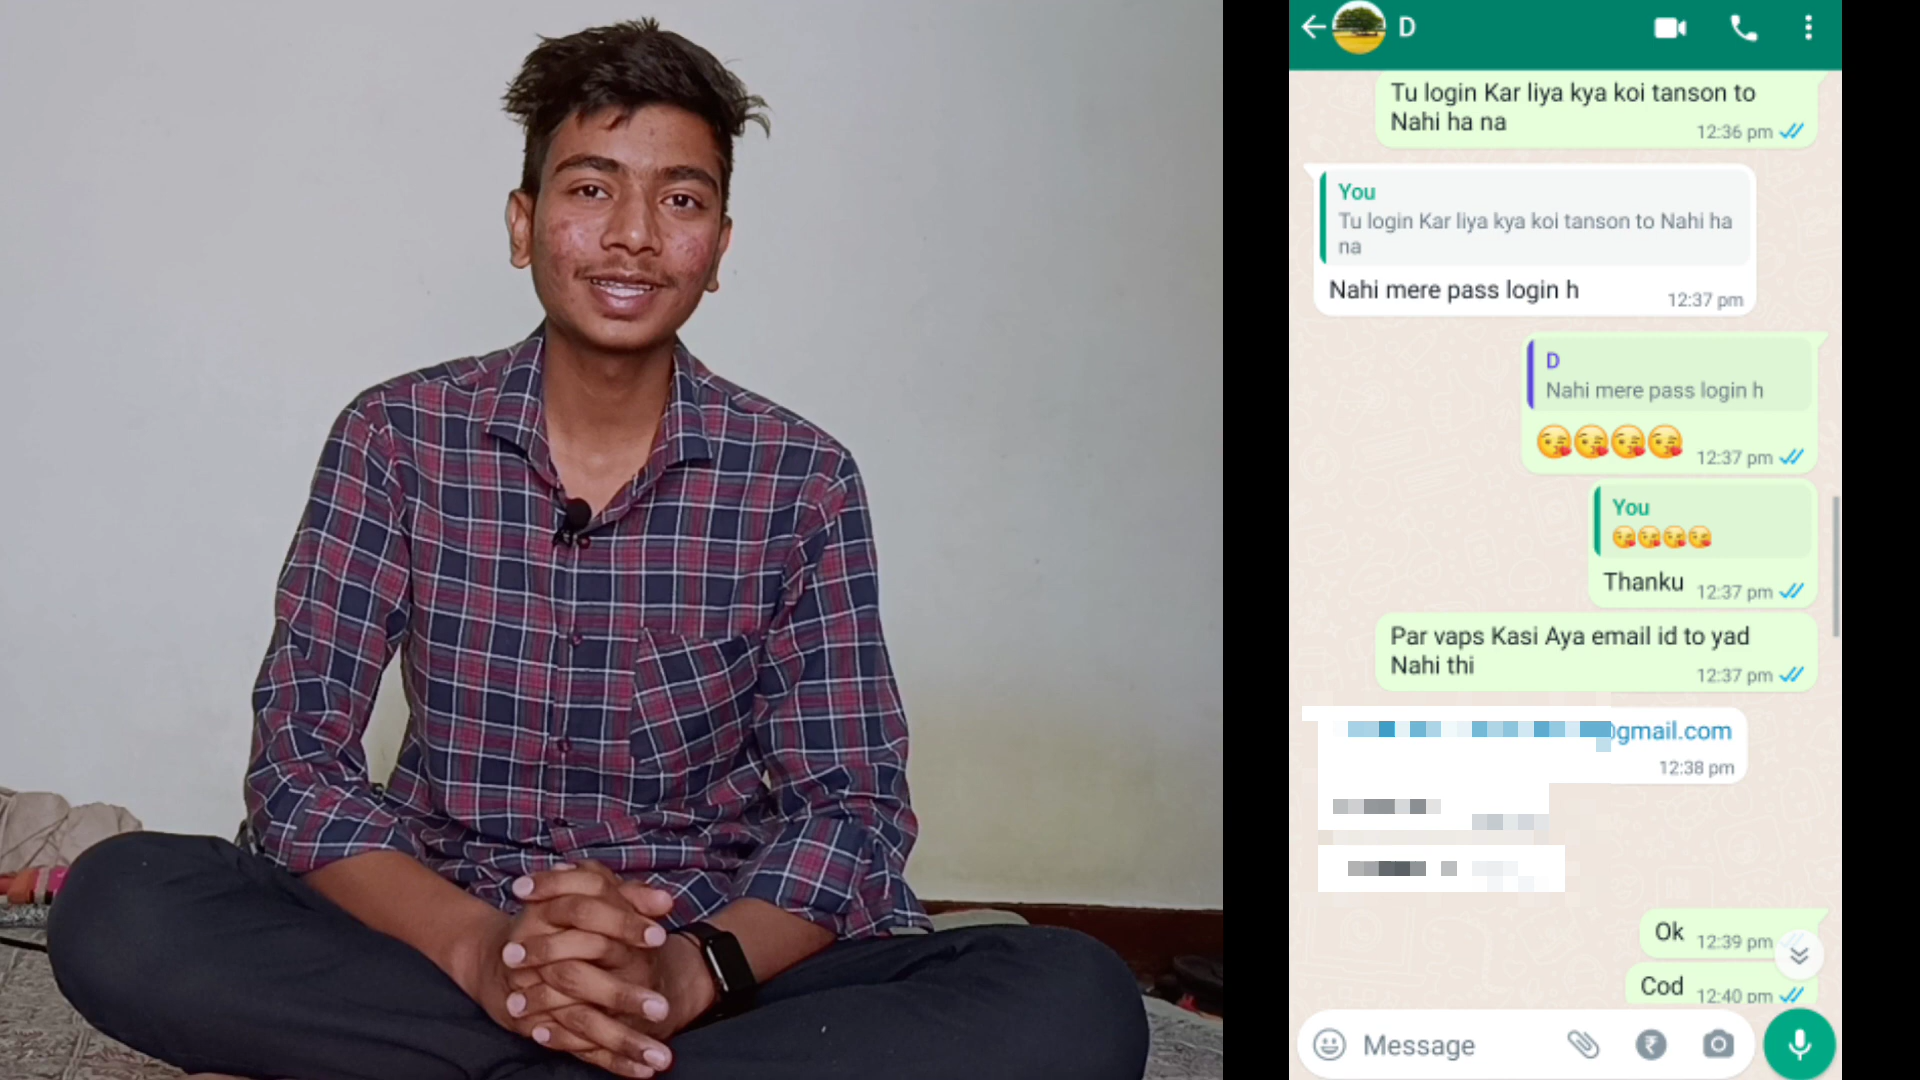 D
Tu login Kar liya kya koi tanson to
Nahi ha na
12:36 pm
You
Tu login Kar liya kya koi tanson to Nahi ha
na
Nahi mere pass login h
12:37 pm
D
Nahi mere pass login h
😘😘😘😘
12:37 pm
You
😘😘😘😘
Thanku
12:37 pm
Par vaps Kasi Aya email id to yad
Nahi thi
12:37 pm
@gmail.com
12:38 pm
Ok
12:39 pm
Cod
12:40 pm
Message